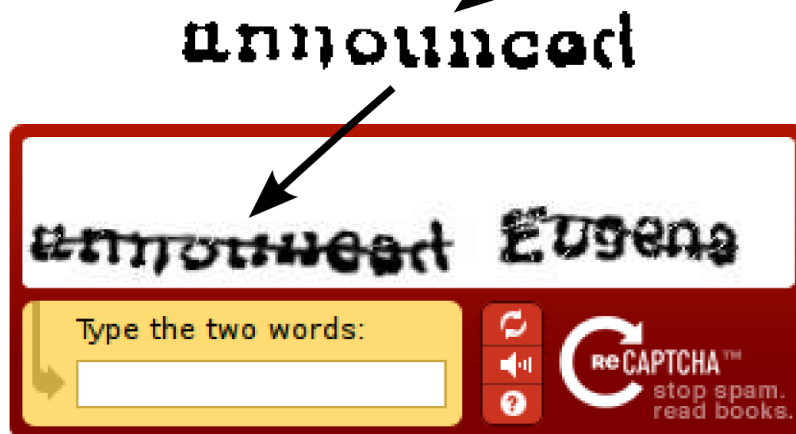 announced
announced Eugene
Type the two words:
ReCAPTCHA™
stop spam.
read books.